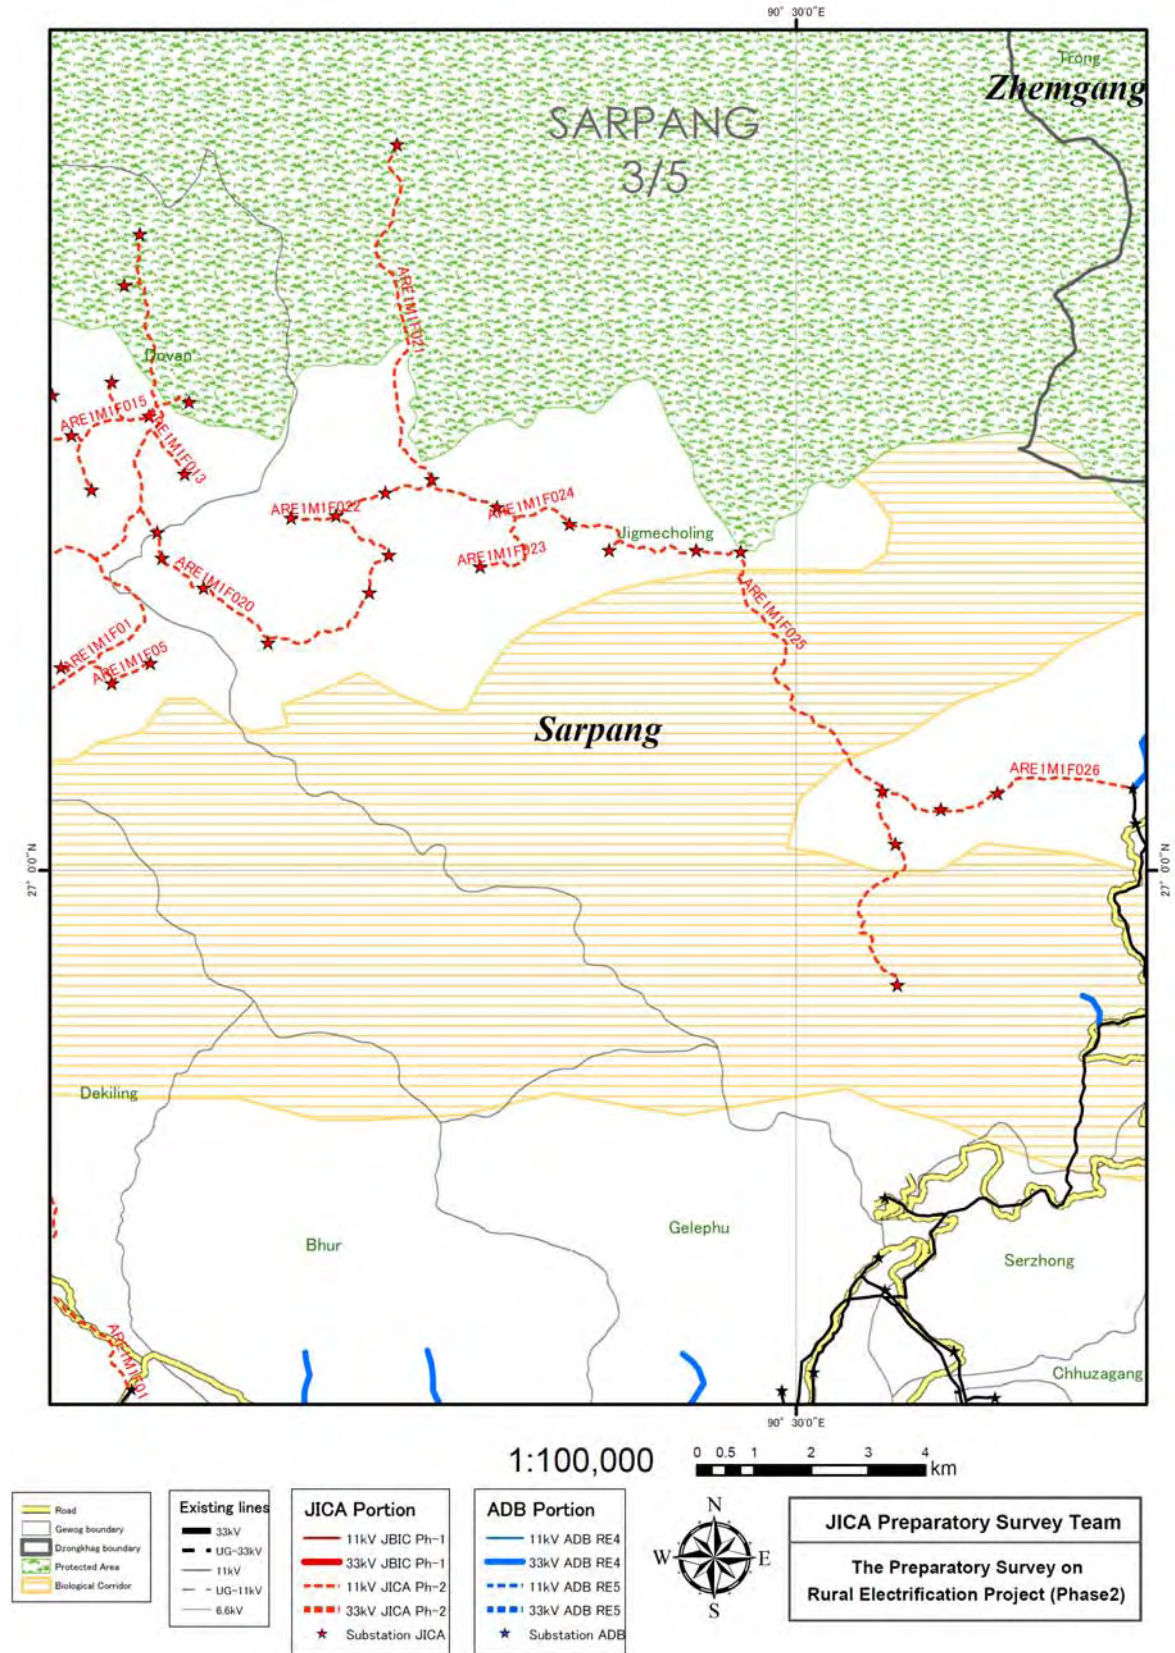 90° 30'0"E
Trong
Zhemgang
SARPANG
3/5
ARE1M1F021
Dovan
ARE1M1F015
ARE1M1F013
ARE1M1F022
ARE1M1F024
Jigmecholing
ARE1M1F023
ARE1M1F020
ARE1M1F025
ARE1M1F01
ARE1M1F05
Sarpang
ARE1M1F026
27° 0'0"N
27° 0'0"N
Dekiling
Bhur
Gelephu
Serzhong
ARE1M1F01
Chhuzagang
90° 30'0"E
1:100,000
0 0.5 1 2 3 4
km
Road
Gewog boundary
Dzongkhag boundary
Protected Area
Biological Corridor
Existing lines
33kV
UG-33kV
11kV
UG-11kV
6.6kV
JICA Portion
11kV JBIC Ph-1
33kV JBIC Ph-1
11kV JICA Ph-2
33kV JICA Ph-2
Substation JICA
ADB Portion
11kV ADB RE4
33kV ADB RE4
11kV ADB RE5
33kV ADB RE5
Substation ADB
N
W E
S
JICA Preparatory Survey Team
The Preparatory Survey on
Rural Electrification Project (Phase2)